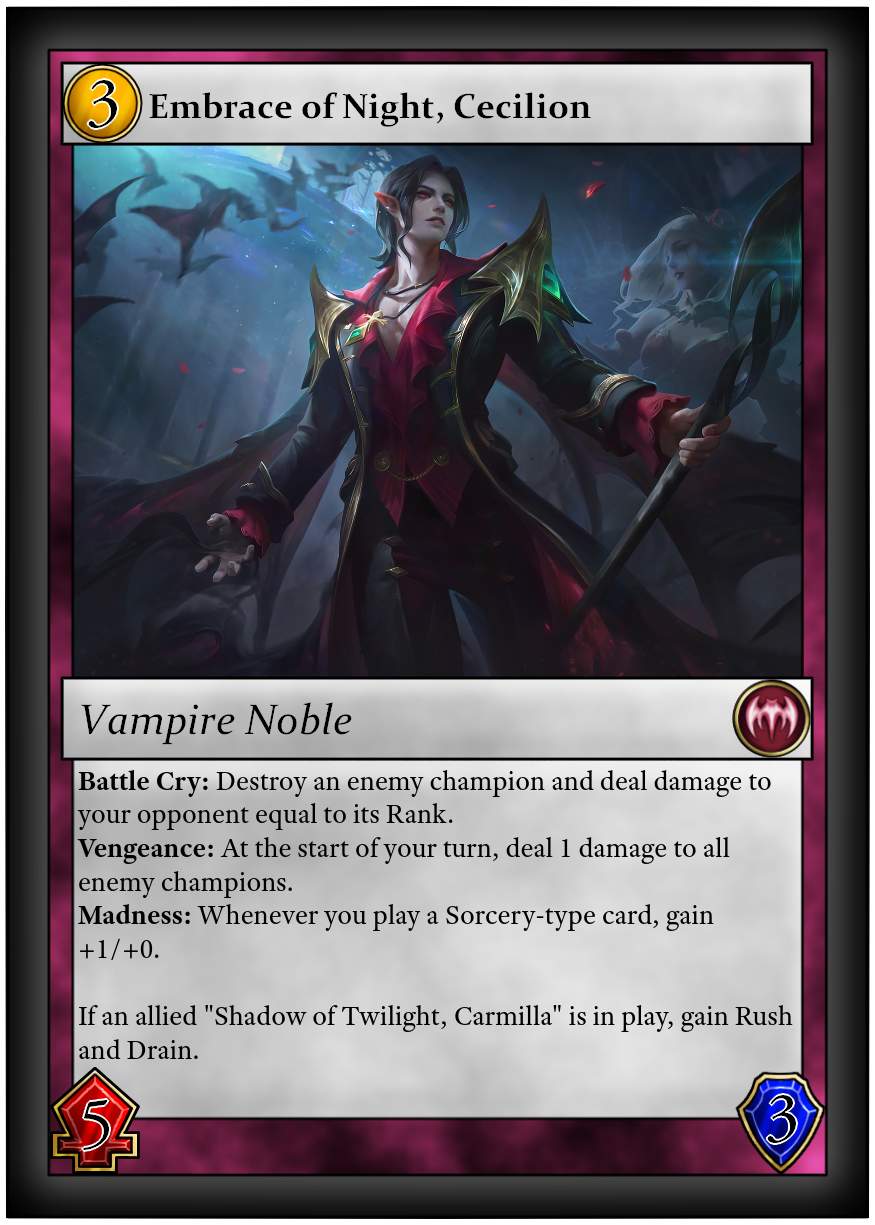 3
Embrace of Night, Cecilion
Vampire Noble
Battle Cry: Destroy an enemy champion and deal damage to
your opponent equal to its Rank.
Vengeance: At the start of your turn, deal 1 damage to all
enemy champions.
Madness: Whenever you play a Sorcery-type card, gain
+1/+0.
If an allied "Shadow of Twilight, Carmilla" is in play, gain Rush
and Drain.
5
3